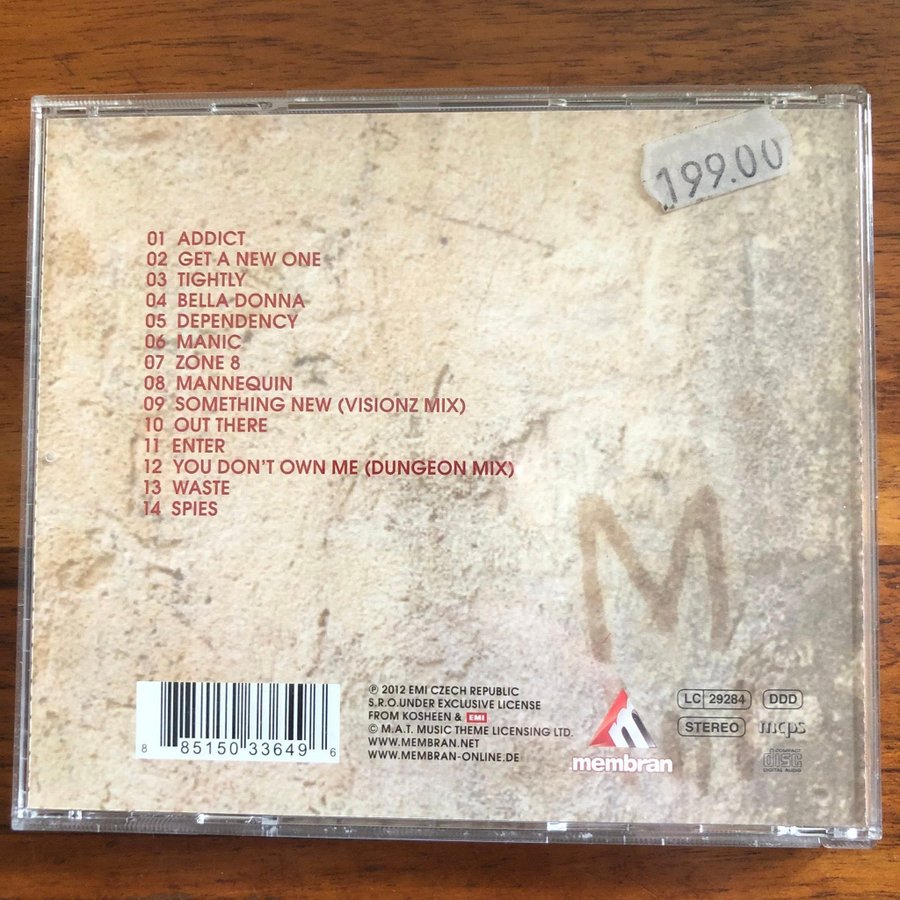 199.00
01 ADDICT
02 GET A NEW ONE
03 TIGHTLY
04 BELLA DONNA
05 DEPENDENCY
06 MANIC
07 ZONE 8
08 MANNEQUIN
09 SOMETHING NEW (VISIONZ MIX)
10 OUT THERE
11 ENTER
12 YOU DON'T OWN ME (DUNGEON MIX)
13 WASTE
14 SPIES
M
8 85150 33649 6
℗ 2012 EMI CZECH REPUBLIC
S.R.O.UNDER EXCLUSIVE LICENSE
FROM KOSHEEN & EMI
© M.A.T. MUSIC THEME LICENSING LTD.
WWW.MEMBRAN.NET
WWW.MEMBRAN-ONLINE.DE
membran
LC 29284 DDD
STEREO mcps
COMPACT
disc
DIGITAL AUDIO